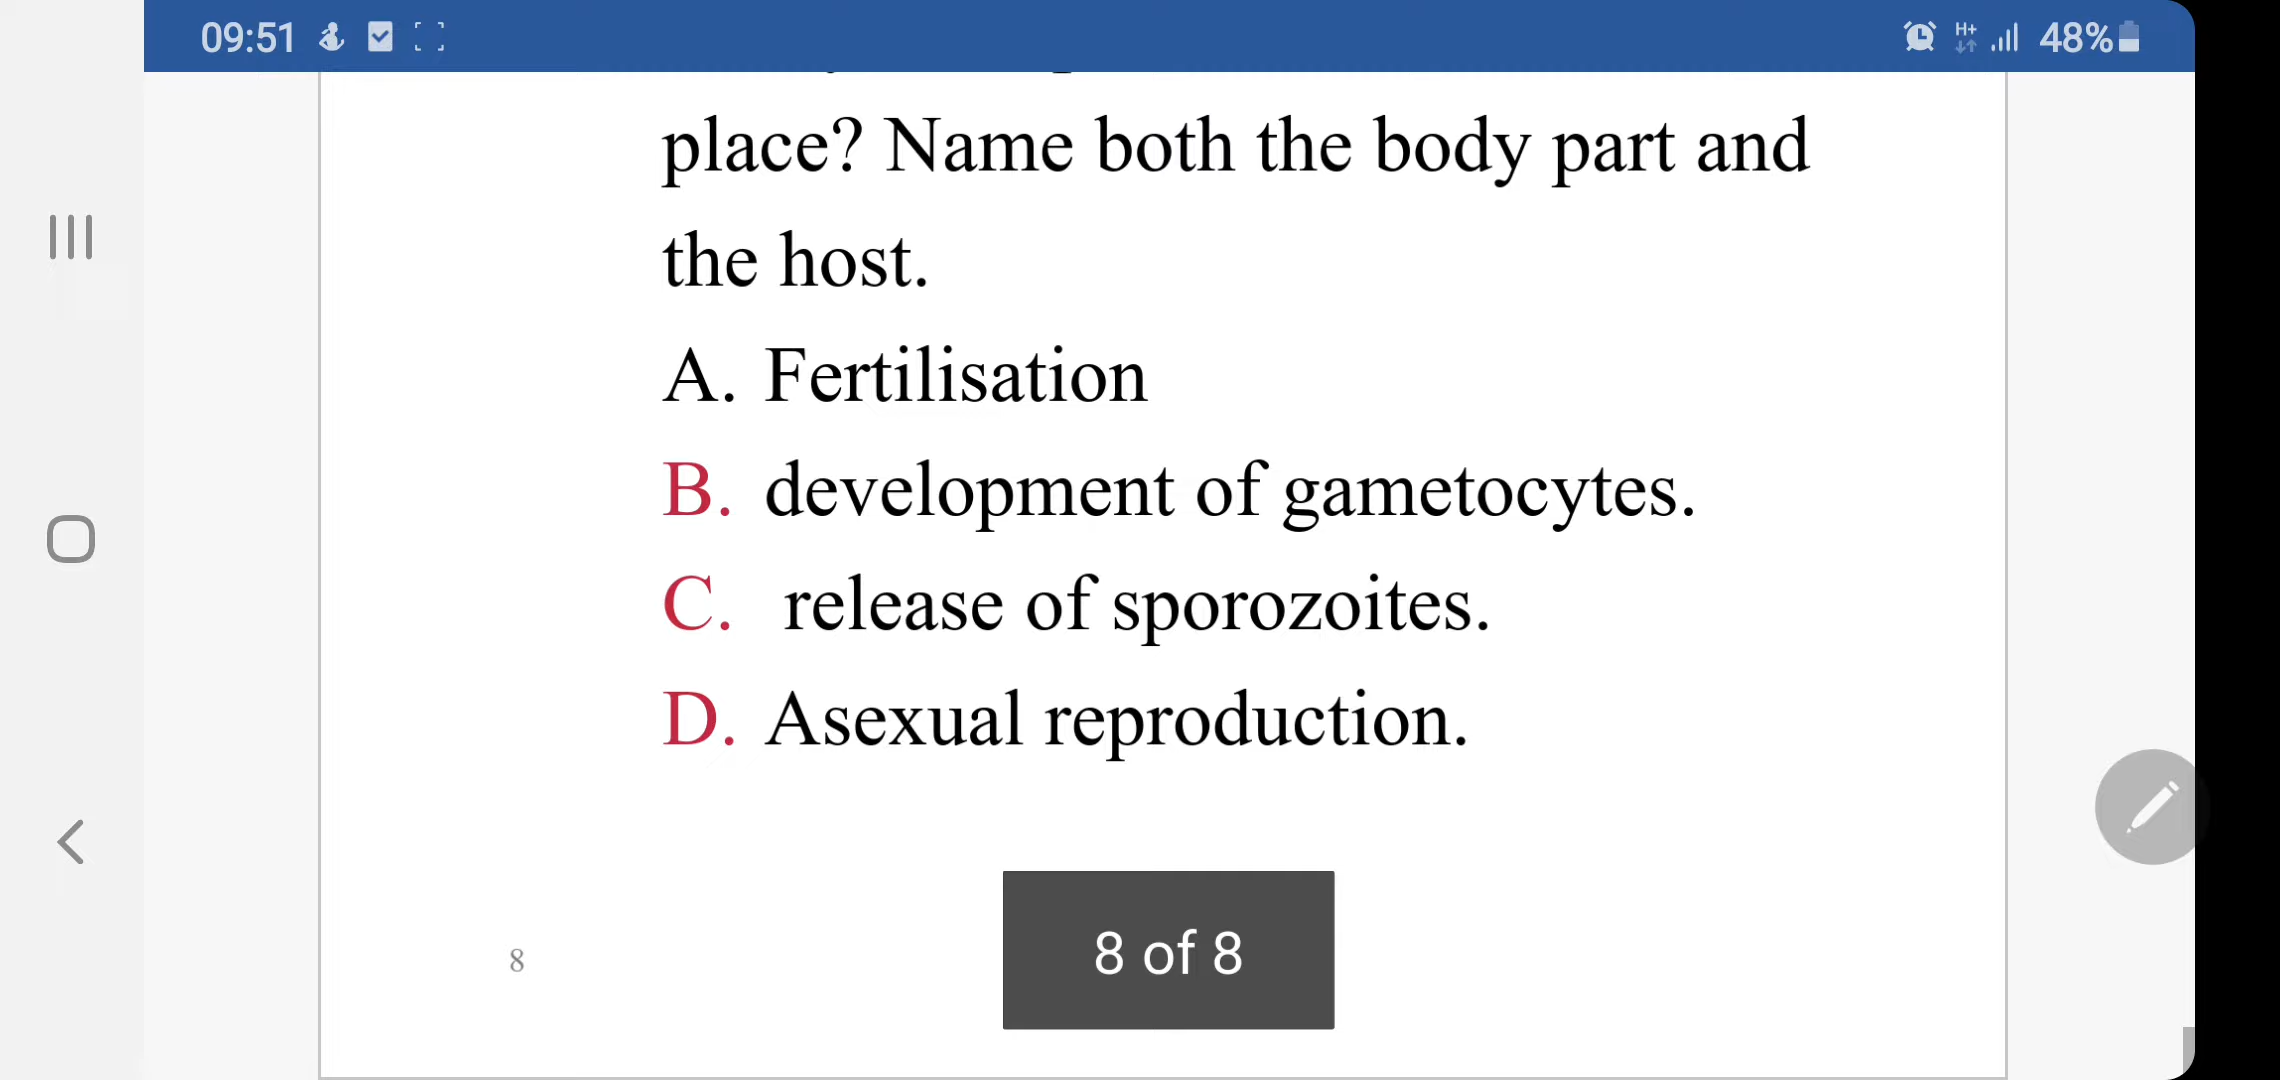 09:51
H+
48%
place? Name both the body part and
the host.
A. Fertilisation
B. development of gametocytes.
C. release of sporozoites.
D. Asexual reproduction.
8
8 of 8